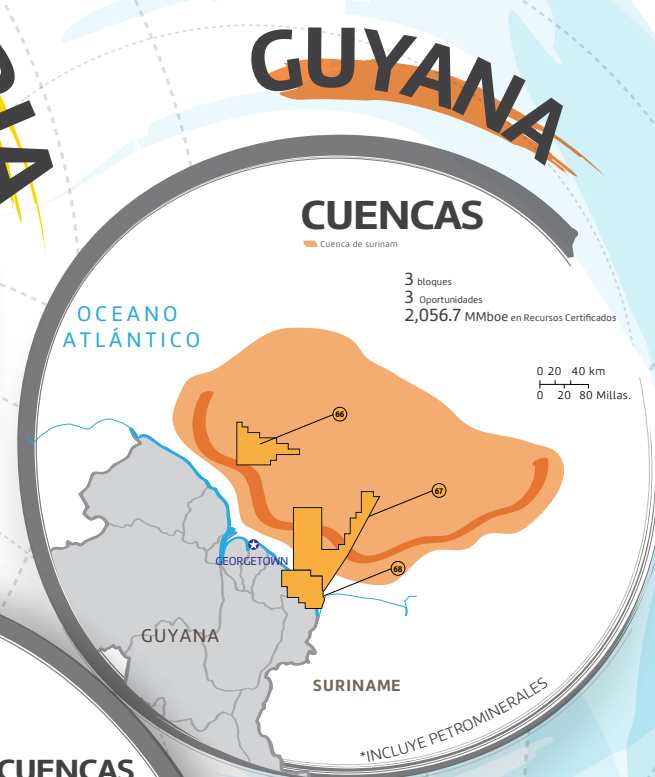 GUYANA
CUENCAS
Cuenca de surinam
3 bloques
3 Oportunidades
2,056.7 MMboe en Recursos Certificados
OCEANO
ATLÁNTICO
0 20 40 km
0 20 80 Millas.
66
67
68
GEORGETOWN
GUYANA
SURINAME
*INCLUYE PETROMINERALES
CUENCAS